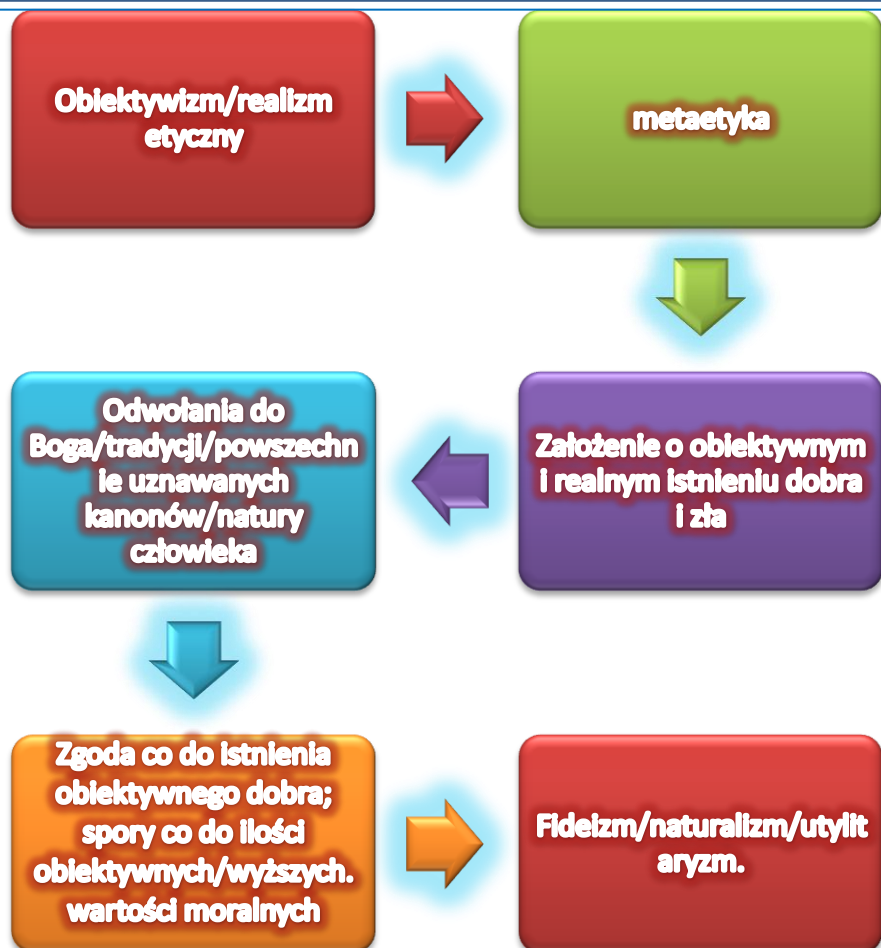 Obiektywizm/realizm
etyczny
metaetyka
Założenie o obiektywnym
i realnym istnieniu dobra
i zła
Odwołania do
Boga/tradycji/powszechn
ie uznawanych
kanonów/natury
człowieka
Zgoda co do istnienia
obiektywnego dobra;
spory co do ilości
obiektywnych/wyższych.
wartości moralnych
Fideizm/naturalizm/utylit
aryzm.